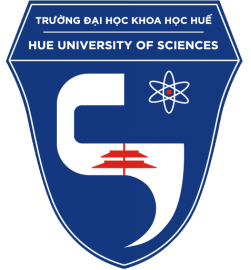 TRƯỜNG ĐẠI HỌC KHOA HỌC HUẾ
HUE UNIVERSITY OF SCIENCES